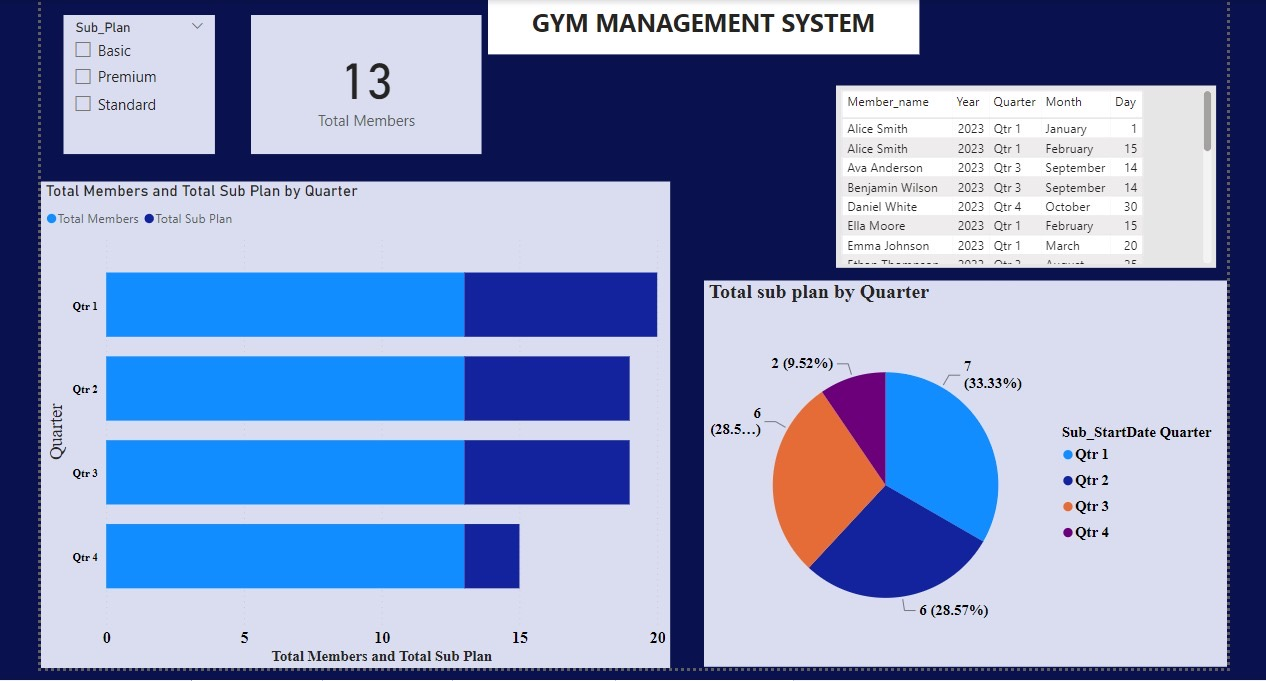 GYM MANAGEMENT SYSTEM
Sub_Plan
Basic
Premium
Standard
13
Total Members
Member_name Year Quarter Month Day
Alice Smith 2023 Qtr 1 January 1
Alice Smith 2023 Qtr 1 February 15
Ava Anderson 2023 Qtr 3 September 14
Benjamin Wilson 2023 Qtr 3 September 14
Daniel White 2023 Qtr 4 October 30
Ella Moore 2023 Qtr 1 February 15
Emma Johnson 2023 Qtr 1 March 20
Total Members and Total Sub Plan by Quarter
Total Members Total Sub Plan
Quarter
Qtr 1
Qtr 2
Qtr 3
Qtr 4
0 5 10 15 20
Total Members and Total Sub Plan
Total sub plan by Quarter
2 (9.52%)
7
(33.33%)
6
(28.5...)
6 (28.57%)
Sub_StartDate Quarter
Qtr 1
Qtr 2
Qtr 3
Qtr 4